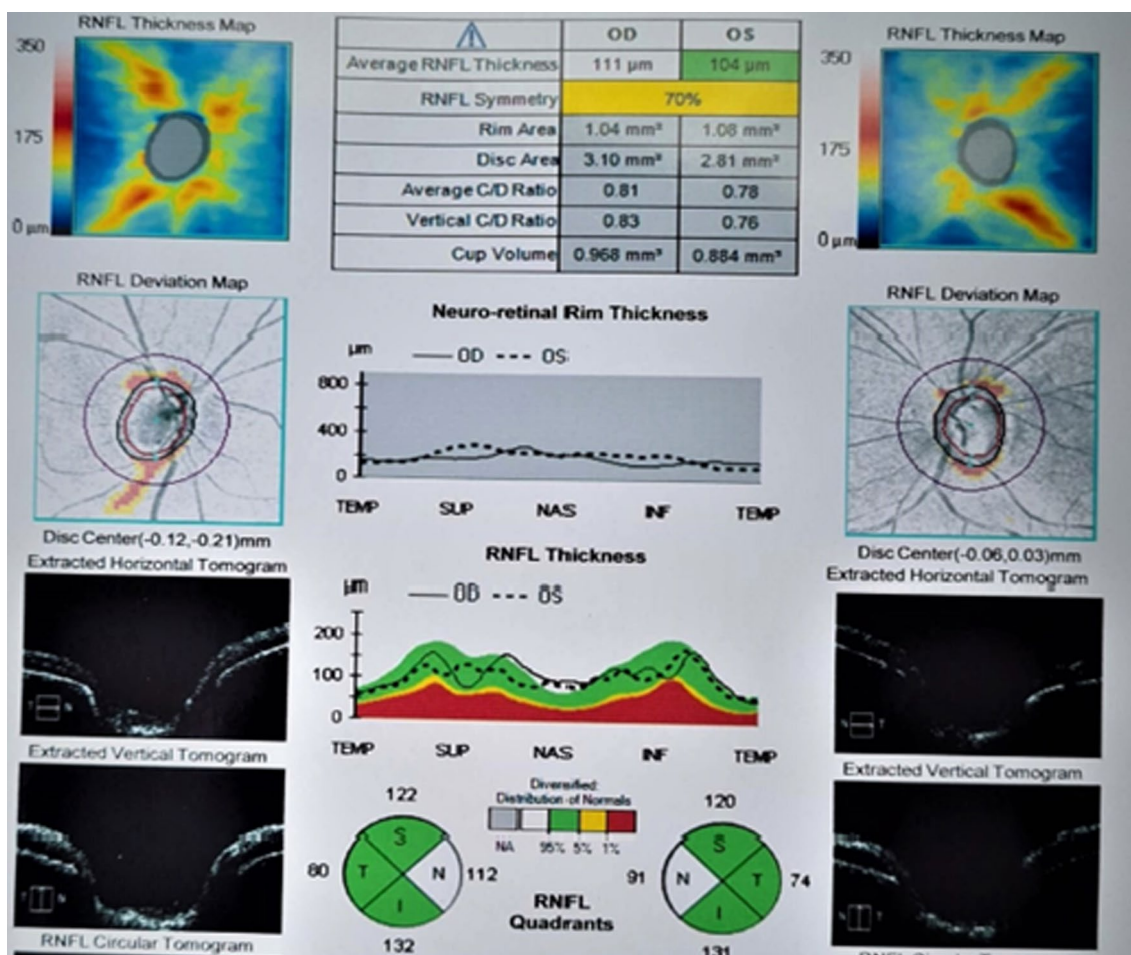 RNFL Thickness Map
350
175
0 µm
OD OS
Average RNFL Thickness 111 µm 104 µm
RNFL Symmetry 70%
Rim Area 1.04 mm² 1.08 mm²
Disc Area 3.10 mm² 2.81 mm²
Average C/D Ratio 0.81 0.78
Vertical C/D Ratio 0.83 0.76
Cup Volume 0.968 mm³ 0.884 mm³
RNFL Thickness Map
350
175
0 µm
RNFL Deviation Map
Disc Center(-0.12,-0.21)mm
Extracted Horizontal Tomogram
T N
Extracted Vertical Tomogram
T N
RNFL Circular Tomogram
Neuro-retinal Rim Thickness
µm OD OS
800
400
0
TEMP SUP NAS INF TEMP
RNFL Thickness
µm OD OS
200
100
0
TEMP SUP NAS INF TEMP
Diversified:
Distribution of Normals
NA 95% 5% 1%
122
S
80 T N 112
I
132
RNFL
Quadrants
120
S
91 N T 74
I
131
RNFL Deviation Map
Disc Center(-0.06,0.03)mm
Extracted Horizontal Tomogram
N T
Extracted Vertical Tomogram
N T